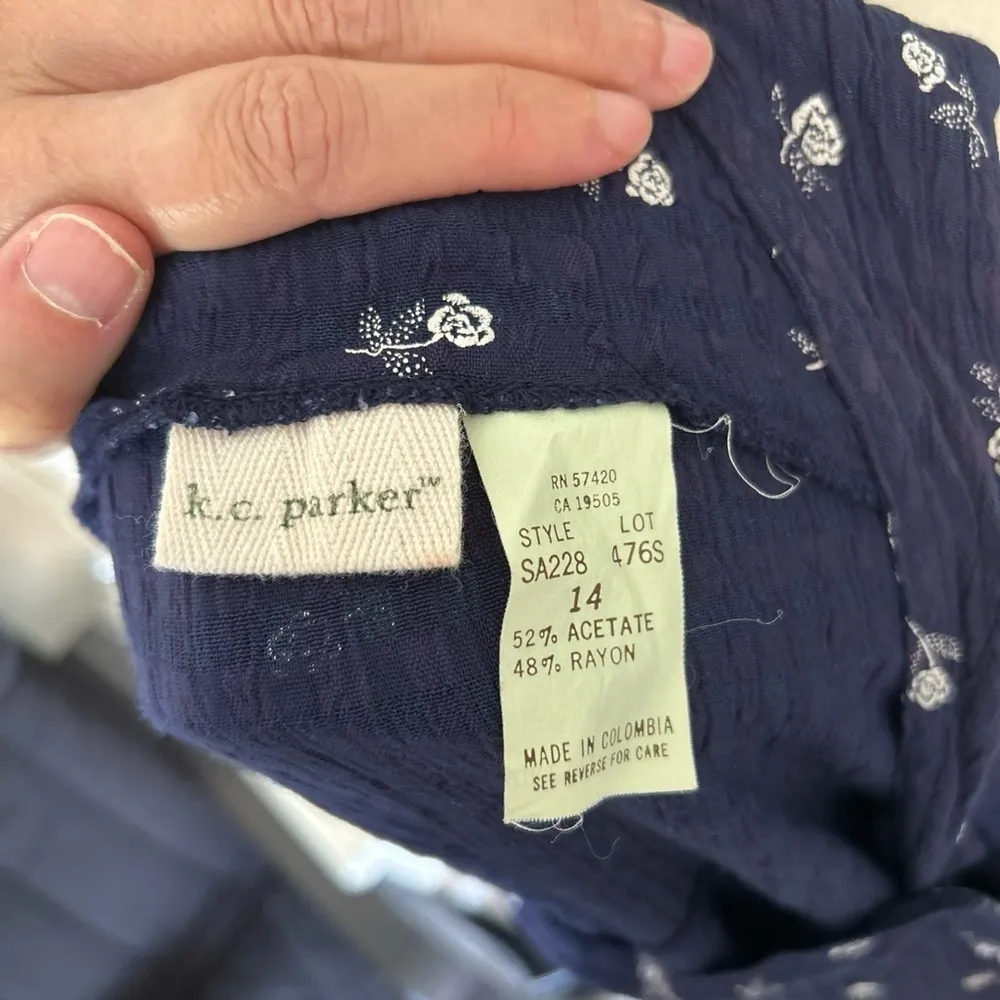 k.c. parker™
RN 57420
CA 19505
STYLE LOT
SA228 476S
14
52% ACETATE
48% RAYON
MADE IN COLOMBIA
SEE REVERSE FOR CARE